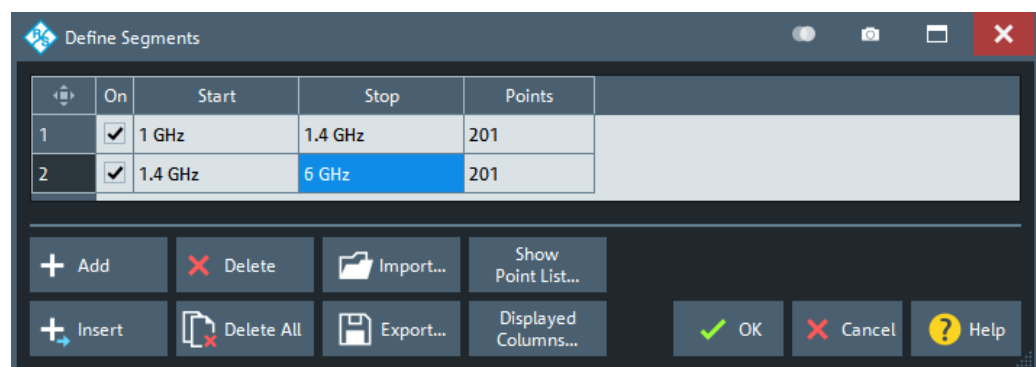 Define Segments
On Start Stop Points
1 1 GHz 1.4 GHz 201
2 1.4 GHz 6 GHz 201
Add Delete Import... Show
Point List...
Insert Delete All Export... Displayed
Columns... OK Cancel ? Help